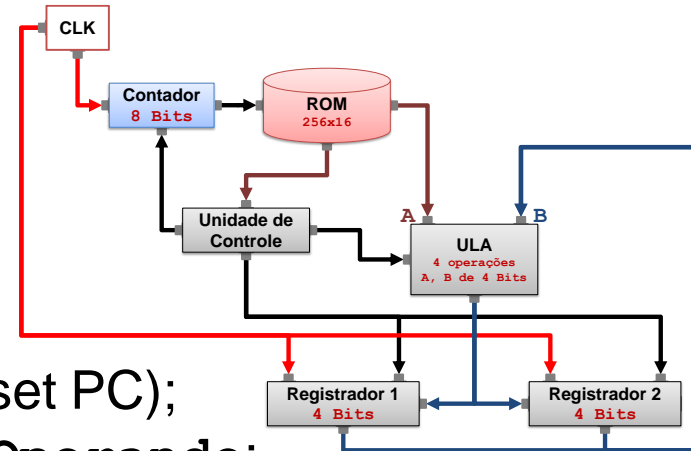 CLK
Contador
8 Bits
ROM
256x16
Unidade de
Controle
A
B
ULA
4 operações
A, B de 4 Bits
set PC);
Registrador 1
4 Bits
Registrador 2
4 Bits